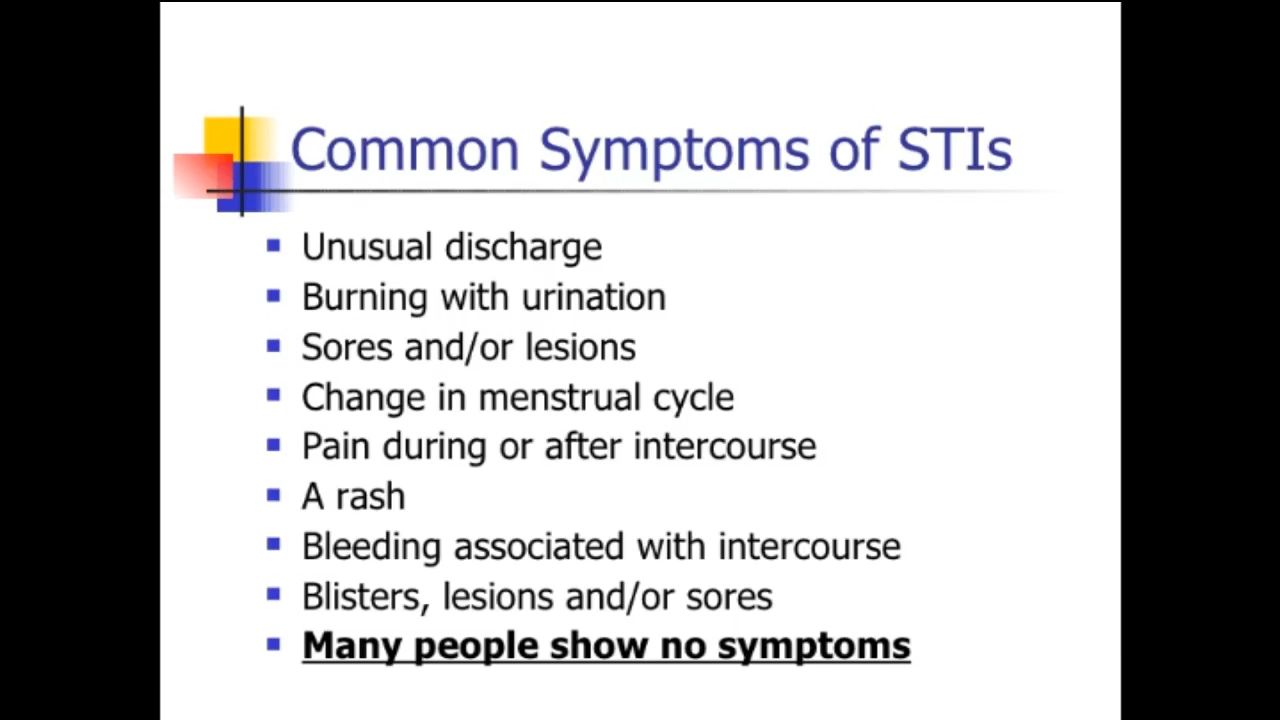 Common Symptoms of STIs
Unusual discharge
Burning with urination
Sores and/or lesions
Change in menstrual cycle
Pain during or after intercourse
A rash
Bleeding associated with intercourse
Blisters, lesions and/or sores
Many people show no symptoms